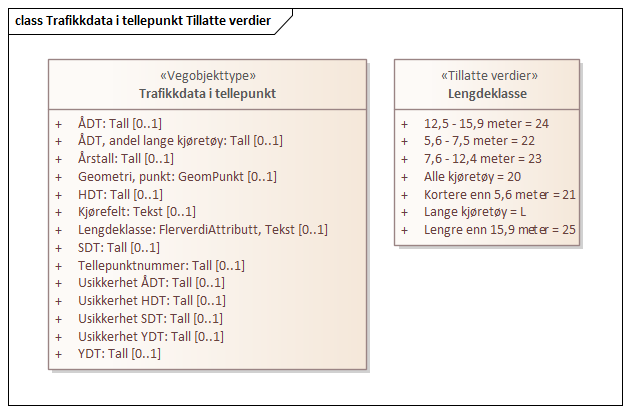 class Trafikkdata i tellepunkt Tillatte verdier
«Vegobjekttype»
Trafikkdata i tellepunkt
+ ÅDT: Tall [0..1]
+ ÅDT, andel lange kjøretøy: Tall [0..1]
+ Årstall: Tall [0..1]
+ Geometri, punkt: GeomPunkt [0..1]
+ HDT: Tall [0..1]
+ Kjørefelt: Tekst [0..1]
+ Lengdeklasse: FlerverdiAttributt, Tekst [0..1]
+ SDT: Tall [0..1]
+ Tellepunktnummer: Tall [0..1]
+ Usikkerhet ÅDT: Tall [0..1]
+ Usikkerhet HDT: Tall [0..1]
+ Usikkerhet SDT: Tall [0..1]
+ Usikkerhet YDT: Tall [0..1]
+ YDT: Tall [0..1]
«Tillatte verdier»
Lengdeklasse
+ 12,5 - 15,9 meter = 24
+ 5,6 - 7,5 meter = 22
+ 7,6 - 12,4 meter = 23
+ Alle kjøretøy = 20
+ Kortere enn 5,6 meter = 21
+ Lange kjøretøy = L
+ Lengre enn 15,9 meter = 25